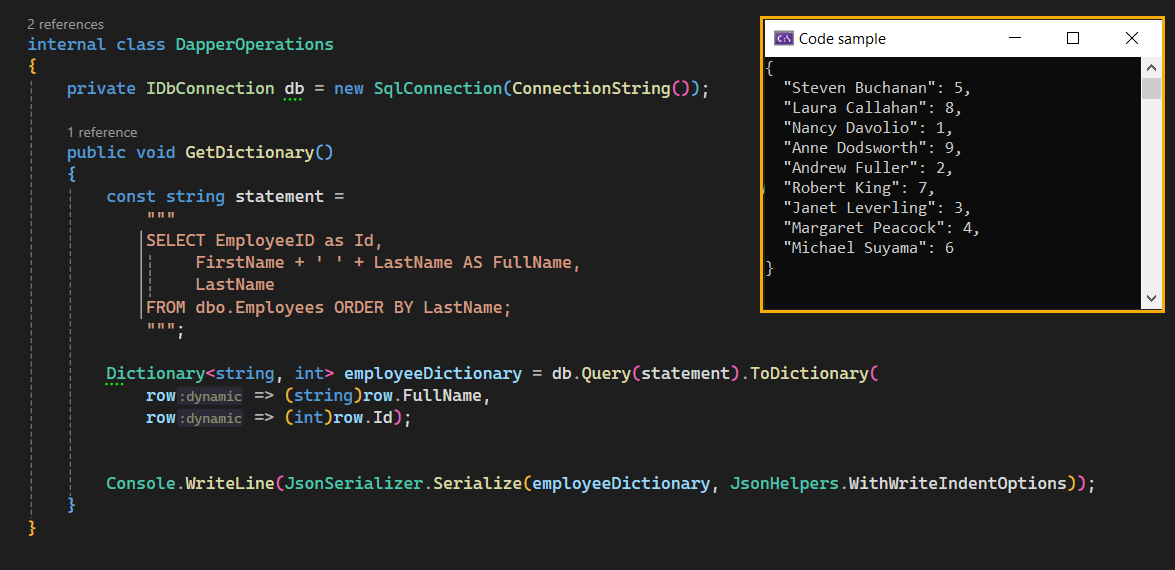 2 references
internal class DapperOperations
{
private IDbConnection db = new SqlConnection(ConnectionString());
1 reference
public void GetDictionary()
{
const string statement =
"""
SELECT EmployeeID as Id,
FirstName + ' ' + LastName AS FullName,
LastName
FROM dbo.Employees ORDER BY LastName;
""";
Dictionary<string, int> employeeDictionary = db.Query(statement).ToDictionary(
row:dynamic => (string)row.FullName,
row:dynamic => (int)row.Id);
Console.WriteLine(JsonSerializer.Serialize(employeeDictionary, JsonHelpers.WithWriteIndentOptions));
}
}
C:\ Code sample
{
"Steven Buchanan": 5,
"Laura Callahan": 8,
"Nancy Davolio": 1,
"Anne Dodsworth": 9,
"Andrew Fuller": 2,
"Robert King": 7,
"Janet Leverling": 3,
"Margaret Peacock": 4,
"Michael Suyama": 6
}